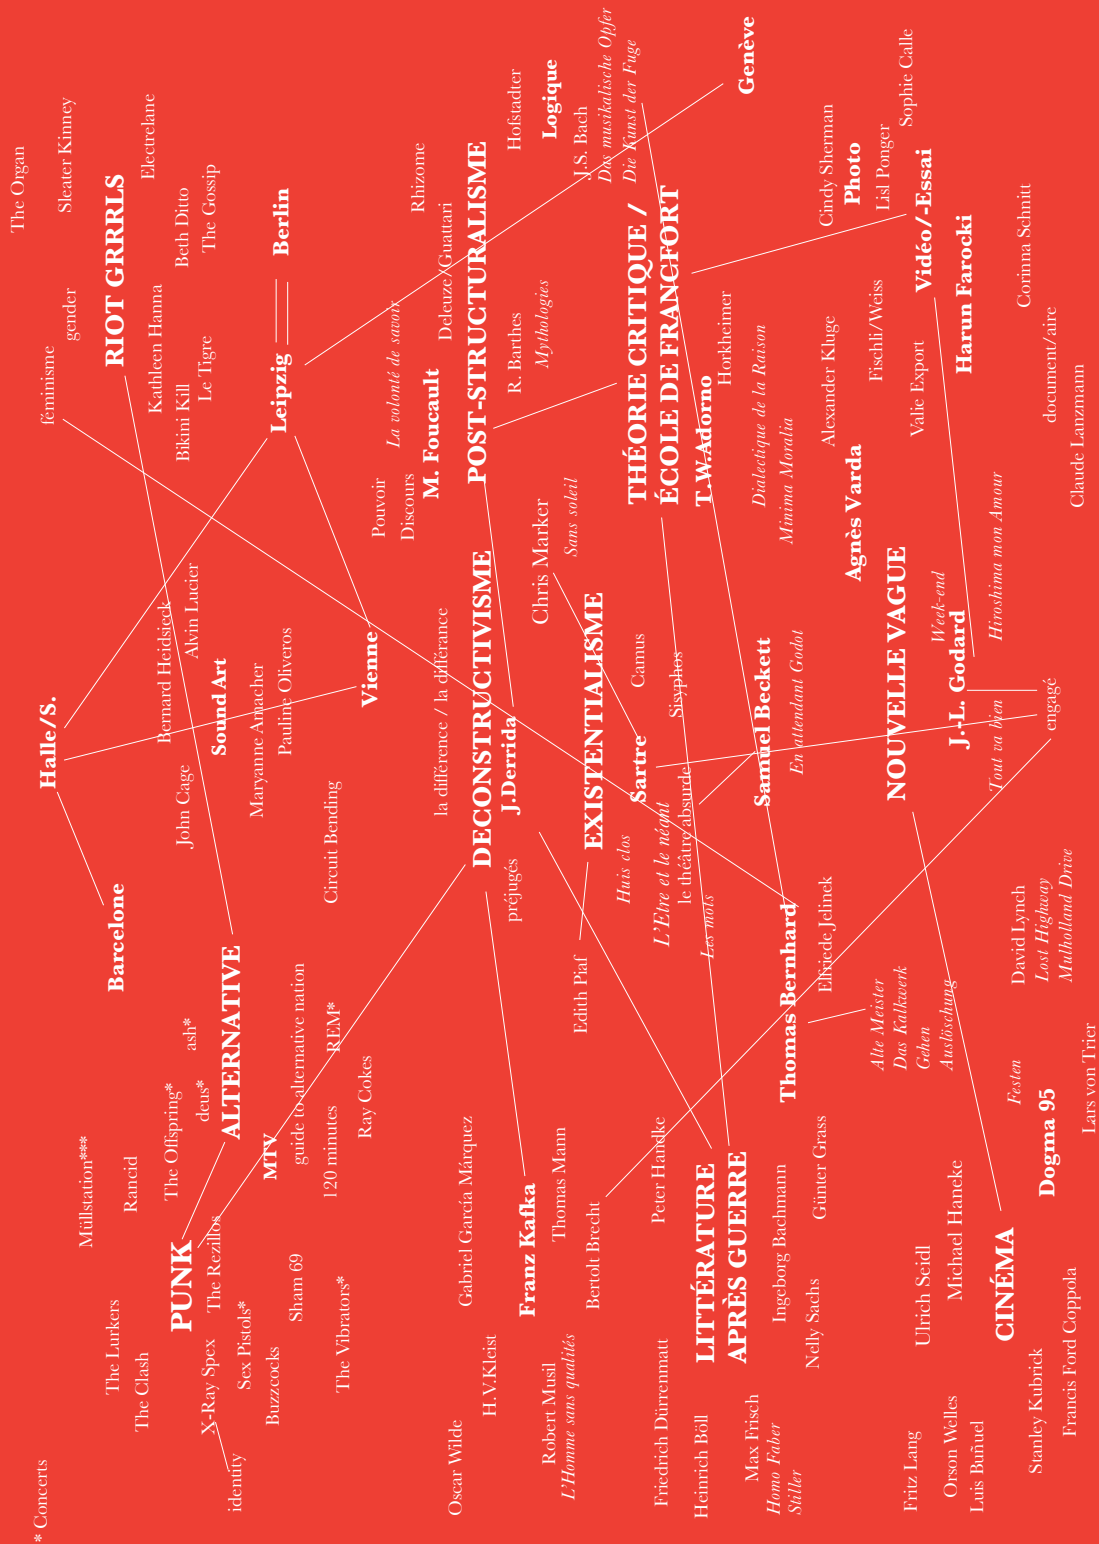 * Concerts
Müllstation***
Rancid
The Offspring*
deus*
ash*
The Lurkers
The Clash
PUNK
X-Ray Spex
The Rezillos
Sex Pistols*
Buzzcocks
Sham 69
The Vibrators*
identity
ALTERNATIVE
MTV
guide to alternative nation
120 minutes
REM*
Ray Cokes
Barcelone
Halle/S.
John Cage
Bernard Heidsieck
Alvin Lucier
Sound Art
Maryanne Amacher
Pauline Oliveros
Circuit Bending
Vienne
Leipzig
Berlin
féminisme
gender
The Organ
Sleater Kinney
RIOT GRRRLS
Electrelane
Kathleen Hanna
Beth Ditto
Bikini Kill
Le Tigre
The Gossip
Pouvoir
Discours
La volonté de savoir
M. Foucault
Rhizome
Deleuze/Guattari
POST-STRUCTURALISME
R. Barthes
Mythologies
Hofstadter
Logique
J.S. Bach
Das musikalische Opfer
Die Kunst der Fuge
Genève
la différence / la différance
DECONSTRUCTIVISME
J.Derrida
préjugés
Oscar Wilde
Gabriel García Márquez
H.V.Kleist
Franz Kafka
Robert Musil
L'Homme sans qualités
Thomas Mann
Bertolt Brecht
Edith Piaf
EXISTENTIALISME
Chris Marker
Sans soleil
Huis clos
Sartre
Camus
L'Etre et le néant
Sisyphos
le théâtre absurde
Les mots
THÉORIE CRITIQUE /
ÉCOLE DE FRANCFORT
T.W.Adorno
Horkheimer
Dialectique de la Raison
Minima Moralia
Friedrich Dürrenmatt
Heinrich Böll
Peter Handke
LITTÉRATURE
APRÈS GUERRE
Max Frisch
Homo Faber
Stiller
Ingeborg Bachmann
Nelly Sachs
Günter Grass
Thomas Bernhard
Elfriede Jelinek
Alte Meister
Das Kalkwerk
Gehen
Auslöschung
Samuel Beckett
En attendant Godot
Cindy Sherman
Photo
Lisl Ponger
Sophie Calle
Alexander Kluge
Fischli/Weiss
Valie Export
Vidéo/-Essai
Harun Farocki
Corinna Schnitt
document/aire
Claude Lanzmann
Agnès Varda
NOUVELLE VAGUE
Week-end
J.-L. Godard
Tout va bien
Hiroshima mon Amour
engagé
Fritz Lang
Ulrich Seidl
Orson Welles
Michael Haneke
Luis Buñuel
CINÉMA
Stanley Kubrick
Francis Ford Coppola
David Lynch
Lost Highway
Mulholland Drive
Festen
Dogma 95
Lars von Trier